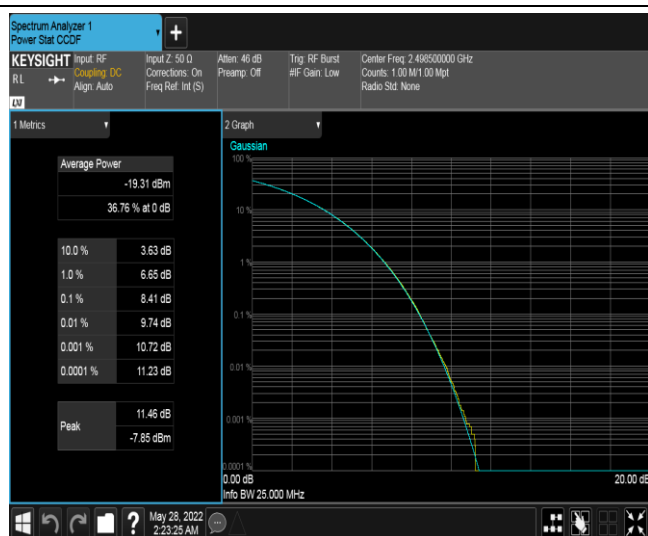 Spectrum Analyzer 1
Power Stat CCDF
KEYSIGHT Input: RF Input Z: 50 Ω Atten: 46 dB Trig: RF Burst Center Freq: 2.498500000 GHz
RL Coupling: DC Corrections: On Preamp: Off #IF Gain: Low Counts: 1.00 M/1.00 Mpt
Align: Auto Freq Ref: Int (S) Radio Std: None
LXI
1 Metrics
2 Graph
Gaussian
Average Power
-19.31 dBm
36.76 % at 0 dB
10.0 % 3.63 dB
1.0 % 6.65 dB
0.1 % 8.41 dB
0.01 % 9.74 dB
0.001 % 10.72 dB
0.0001 % 11.23 dB
Peak 11.46 dB
-7.85 dBm
100 %
10 %
1 %
0.1 %
0.01 %
0.001 %
0.0001 %
0.00 dB 20.00 dB
Info BW 25.000 MHz
May 28, 2022
2:23:25 AM